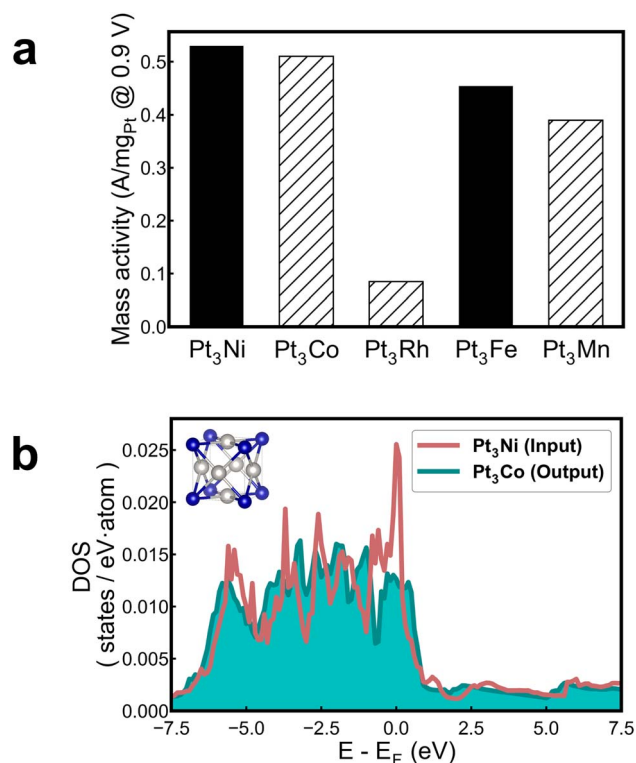 a
Mass activity (A/mg_Pt @ 0.9 V)
0.5
0.4
0.3
0.2
0.1
0.0
Pt₃Ni Pt₃Co Pt₃Rh Pt₃Fe Pt₃Mn
b
DOS
( states / eV·atom )
0.025
0.020
0.015
0.010
0.005
0.000
Pt₃Ni (Input)
Pt₃Co (Output)
−7.5 −5.0 −2.5 0.0 2.5 5.0 7.5
E - E_F (eV)